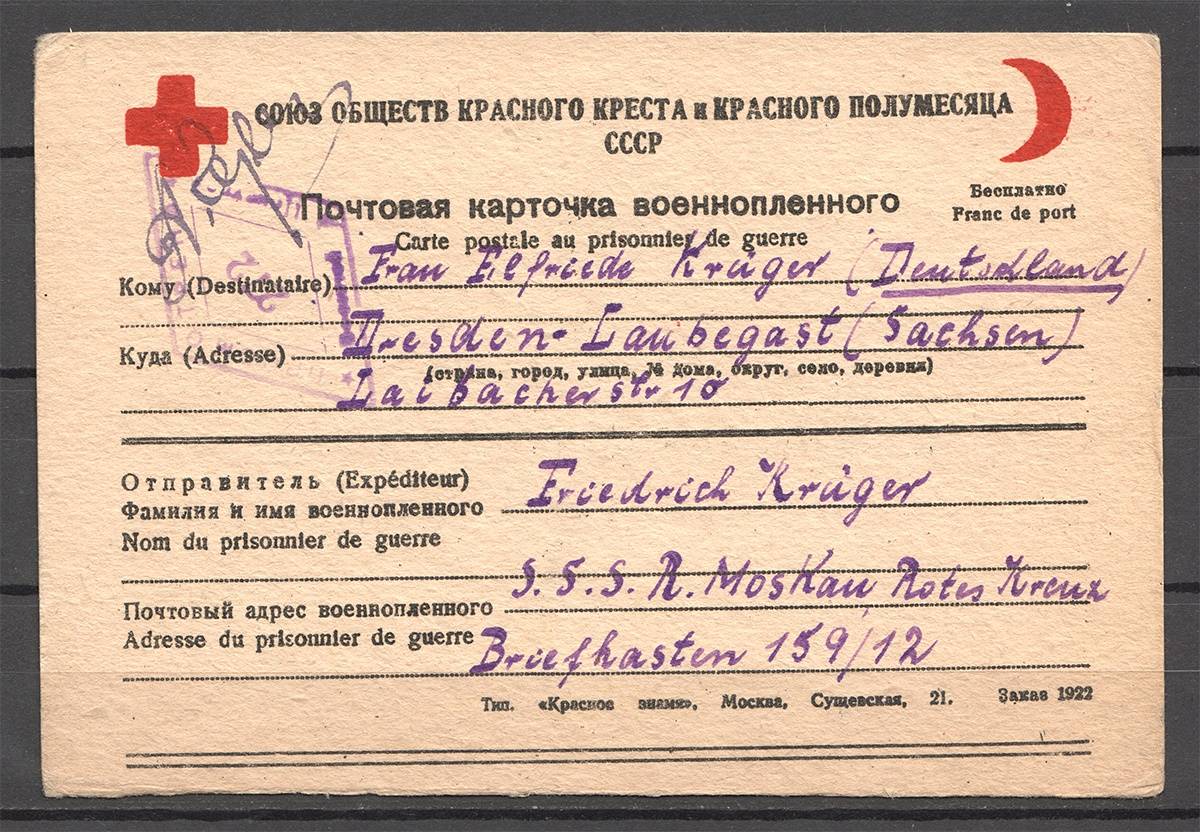 СОЮЗ ОБЩЕСТВ КРАСНОГО КРЕСТА и КРАСНОГО ПОЛУМЕСЯЦА
СССР
Бесплатно
Franc de port
Почтовая карточка военнопленного
Carte postale au prisonnier de guerre
Кому (Destinataire) Frau Elfriede Krüger (Deutschland)
Куда (Adresse) Dresden-Laubegast (Sachsen)
(страна, город, улица, № дома, округ, село, деревня)
Laibacherstr 10
Отправитель (Expéditeur)
Фамилия и имя военнопленного Friedrich Krüger
Nom du prisonnier de guerre
S.S.S.R. Moskau Rotes Kreuz
Почтовый адрес военнопленного
Adresse du prisonnier de guerre Briefkasten 159/12
Тип. «Красное знамя», Москва, Сущевская, 21. Заказ 1922